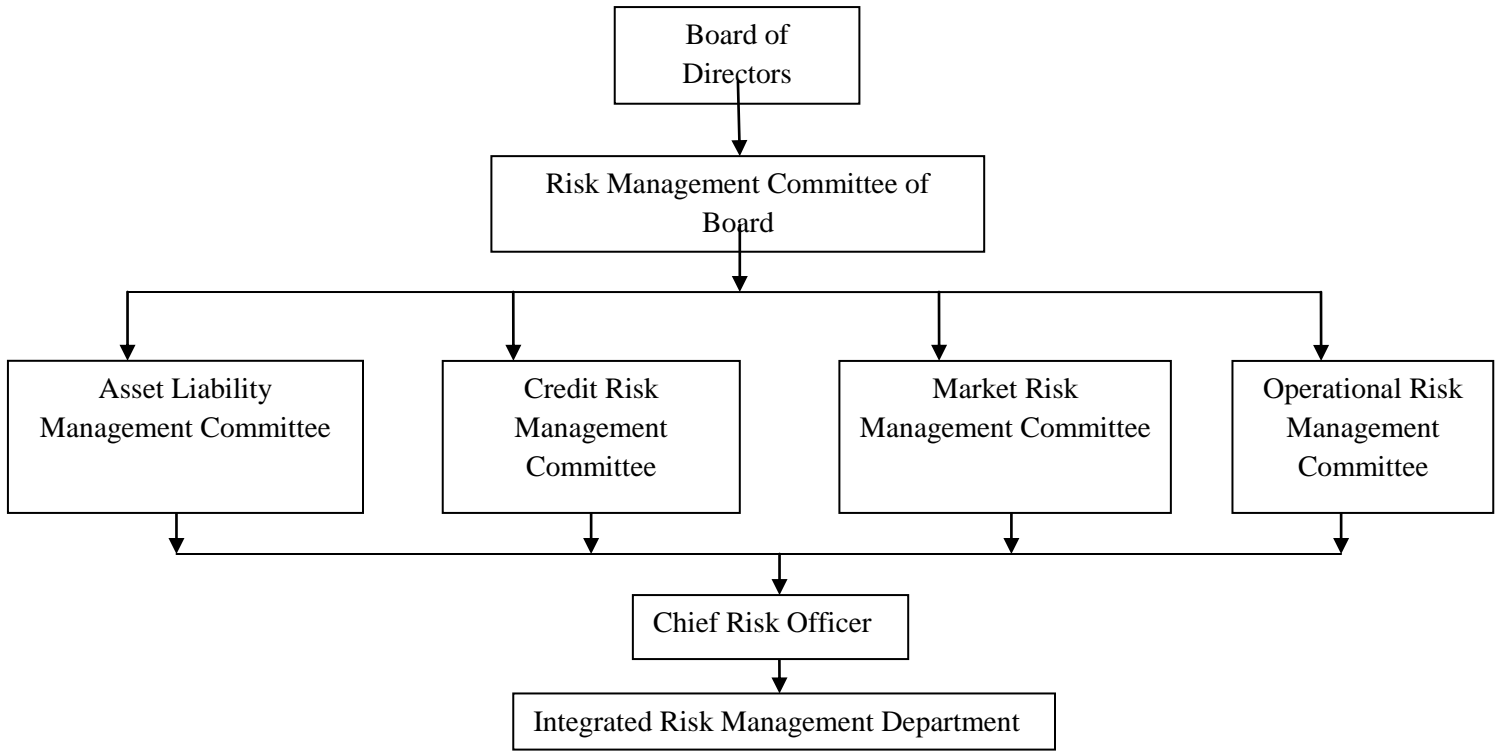 Board of
Directors
Risk Management Committee of
Board
Asset Liability
Management Committee
Credit Risk
Management
Committee
Market Risk
Management Committee
Operational Risk
Management
Committee
Chief Risk Officer
Integrated Risk Management Department